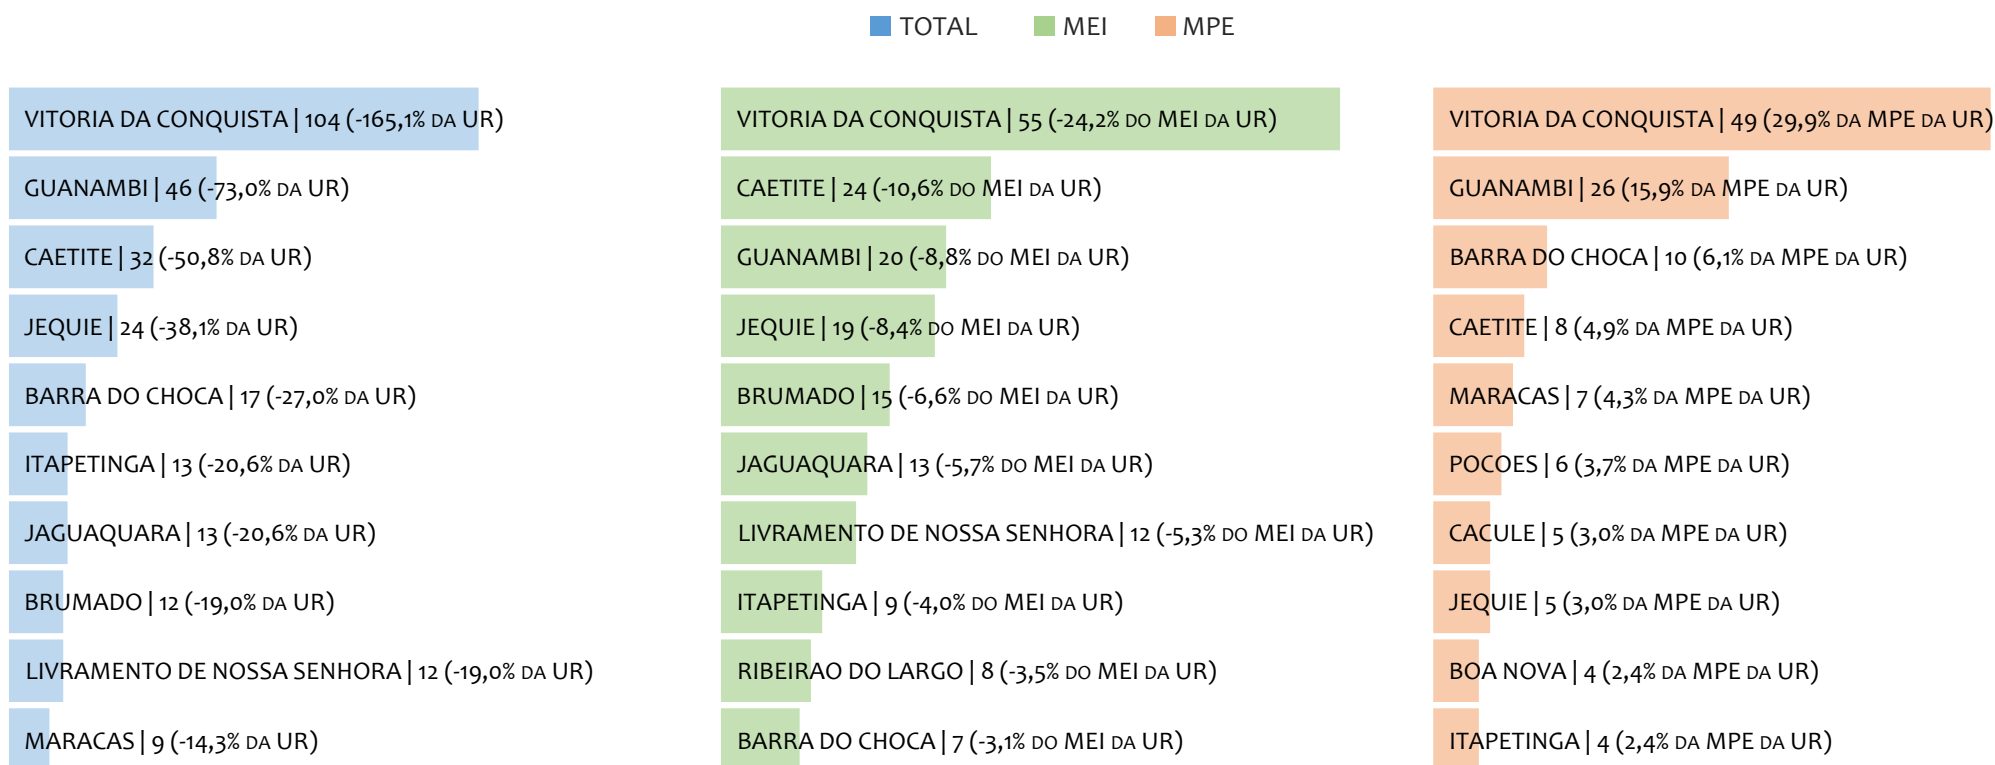 TOTAL MEI MPE
VITORIA DA CONQUISTA | 104 (-165,1% DA UR)
GUANAMBI | 46 (-73,0% DA UR)
CAETITE | 32 (-50,8% DA UR)
JEQUIE | 24 (-38,1% DA UR)
BARRA DO CHOCA | 17 (-27,0% DA UR)
ITAPETINGA | 13 (-20,6% DA UR)
JAGUAQUARA | 13 (-20,6% DA UR)
BRUMADO | 12 (-19,0% DA UR)
LIVRAMENTO DE NOSSA SENHORA | 12 (-19,0% DA UR)
MARACAS | 9 (-14,3% DA UR)
VITORIA DA CONQUISTA | 55 (-24,2% DO MEI DA UR)
CAETITE | 24 (-10,6% DO MEI DA UR)
GUANAMBI | 20 (-8,8% DO MEI DA UR)
JEQUIE | 19 (-8,4% DO MEI DA UR)
BRUMADO | 15 (-6,6% DO MEI DA UR)
JAGUAQUARA | 13 (-5,7% DO MEI DA UR)
LIVRAMENTO DE NOSSA SENHORA | 12 (-5,3% DO MEI DA UR)
ITAPETINGA | 9 (-4,0% DO MEI DA UR)
RIBEIRAO DO LARGO | 8 (-3,5% DO MEI DA UR)
BARRA DO CHOCA | 7 (-3,1% DO MEI DA UR)
VITORIA DA CONQUISTA | 49 (29,9% DA MPE DA UR)
GUANAMBI | 26 (15,9% DA MPE DA UR)
BARRA DO CHOCA | 10 (6,1% DA MPE DA UR)
CAETITE | 8 (4,9% DA MPE DA UR)
MARACAS | 7 (4,3% DA MPE DA UR)
POCOES | 6 (3,7% DA MPE DA UR)
CACULE | 5 (3,0% DA MPE DA UR)
JEQUIE | 5 (3,0% DA MPE DA UR)
BOA NOVA | 4 (2,4% DA MPE DA UR)
ITAPETINGA | 4 (2,4% DA MPE DA UR)